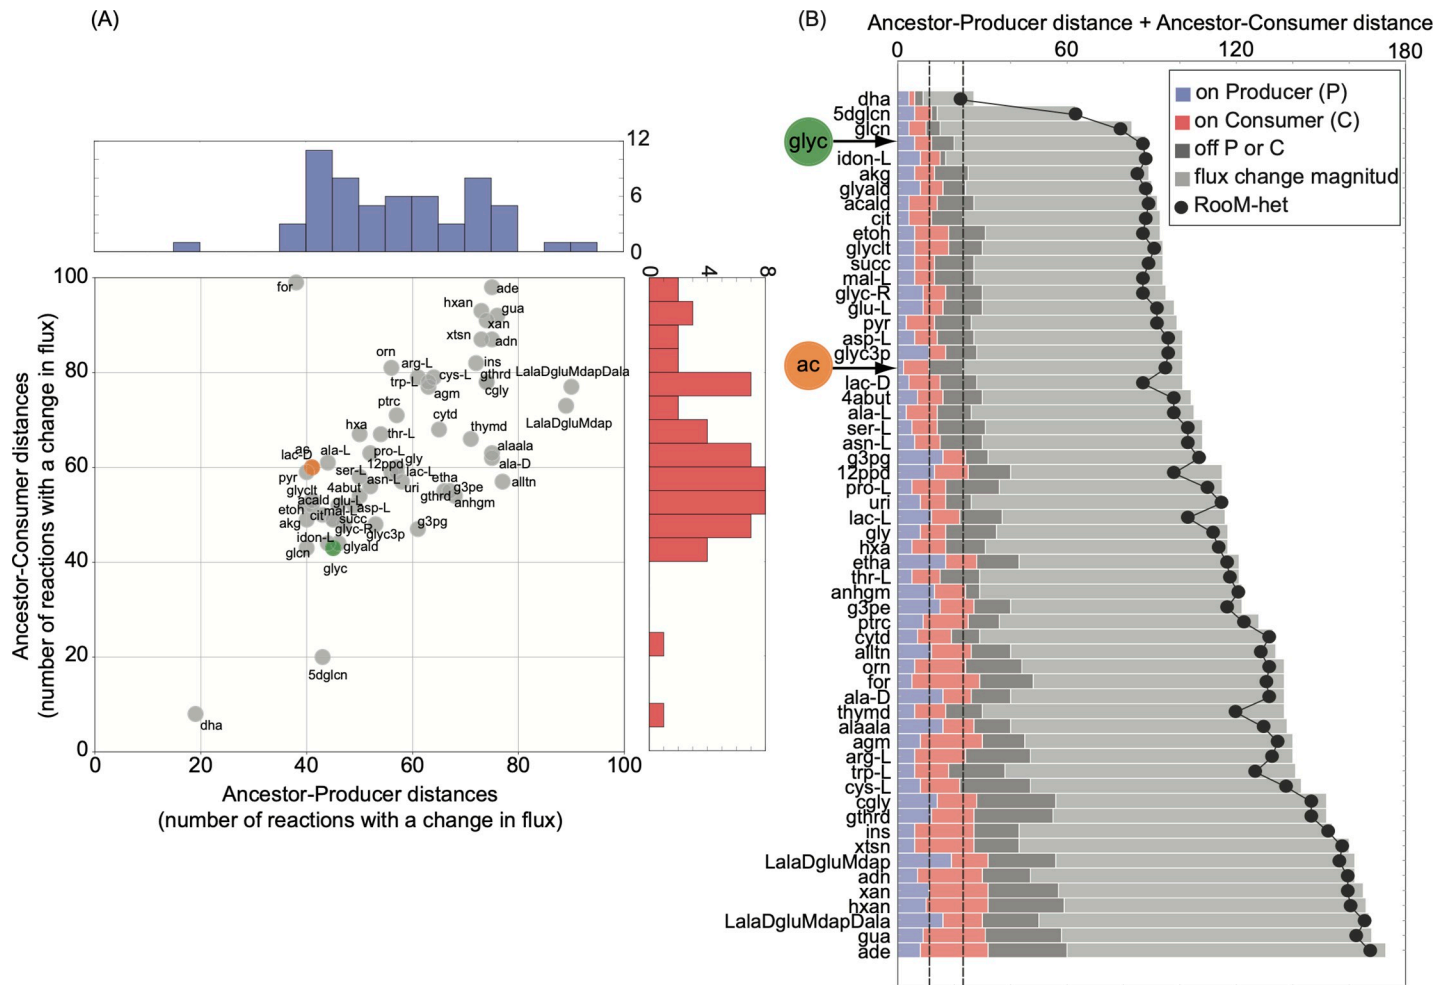 (A)
12
6
0
0
4
8
100
80
60
40
20
0
0
20
40
60
80
100
Ancestor-Consumer distances
(number of reactions with a change in flux)
Ancestor-Producer distances
(number of reactions with a change in flux)
for
ade
hxan
gua
xan
xtsn
adn
orn
arg-L
ins
cys-L
gthrd
LalaDgluMdapDala
trp-L
agm
cgly
ptrc
cytd
LalaDgluMdap
hxa
thr-L
thymd
ac
lac-D
ala-L
pro-L
alaala
12ppd
gly
ala-D
pyr
ser-L
lac-L
asn-L
etha
alltn
glyclt
4abut
uri
g3pe
gthrd
acald
glu-L
anhgm
etoh
cit
mal-L
asp-L
akg
succ
g3pg
glyc-R
glyc3p
idon-L
glcn
glyald
glyc
5dglcn
dha
(B)
Ancestor-Producer distance + Ancestor-Consumer distance
0
60
120
180
on Producer (P)
on Consumer (C)
off P or C
flux change magnitud
RooM-het
dha
5dglcn
glcn
glyc
idon-L
akg
glyald
acald
cit
etoh
glyclt
succ
mal-L
glyc-R
glu-L
pyr
asp-L
glyc3p
ac
lac-D
4abut
ala-L
ser-L
asn-L
g3pg
12ppd
pro-L
uri
lac-L
gly
hxa
etha
thr-L
anhgm
g3pe
ptrc
cytd
alltn
orn
for
ala-D
thymd
alaala
agm
arg-L
trp-L
cys-L
cgly
gthrd
ins
xtsn
LalaDgluMdap
adn
xan
hxan
LalaDgluMdapDala
gua
ade